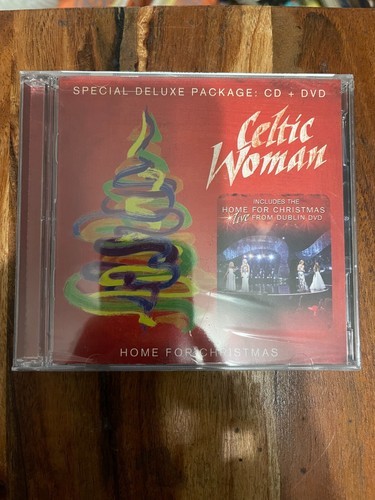 SPECIAL DELUXE PACKAGE: CD + DVD
Celtic
Woman
INCLUDES THE
HOME FOR CHRISTMAS
live FROM DUBLIN DVD
HOME FOR CHRISTMAS